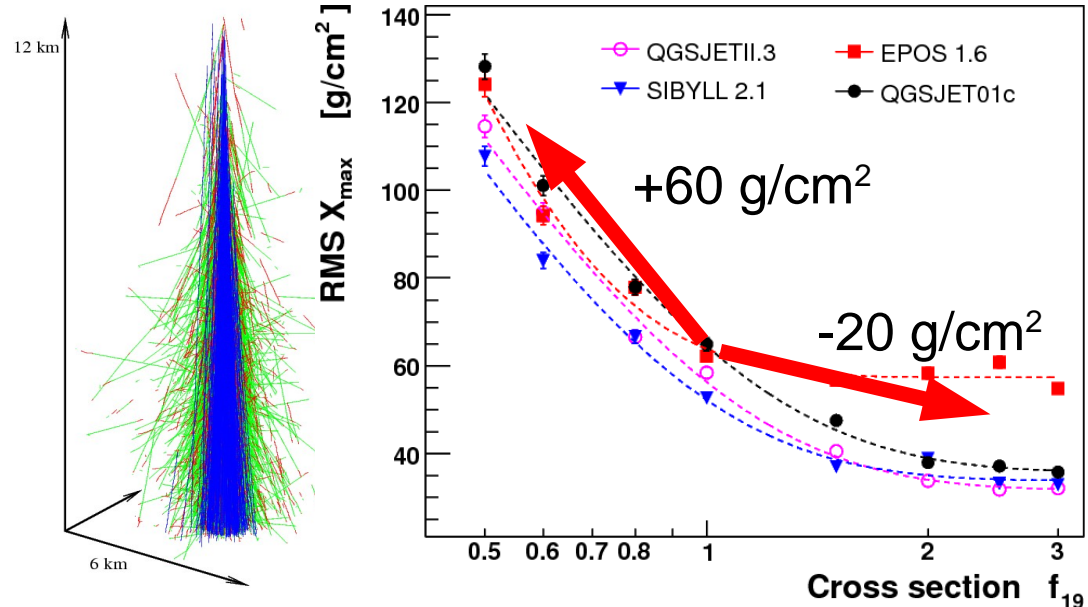 12 km
6 km
RMS X_max [g/cm²]
140
120
100
80
60
40
QGSJETII.3
EPOS 1.6
SIBYLL 2.1
QGSJET01c
+60 g/cm²
-20 g/cm²
0.5 0.6 0.7 0.8 1 2 3
Cross section f_19